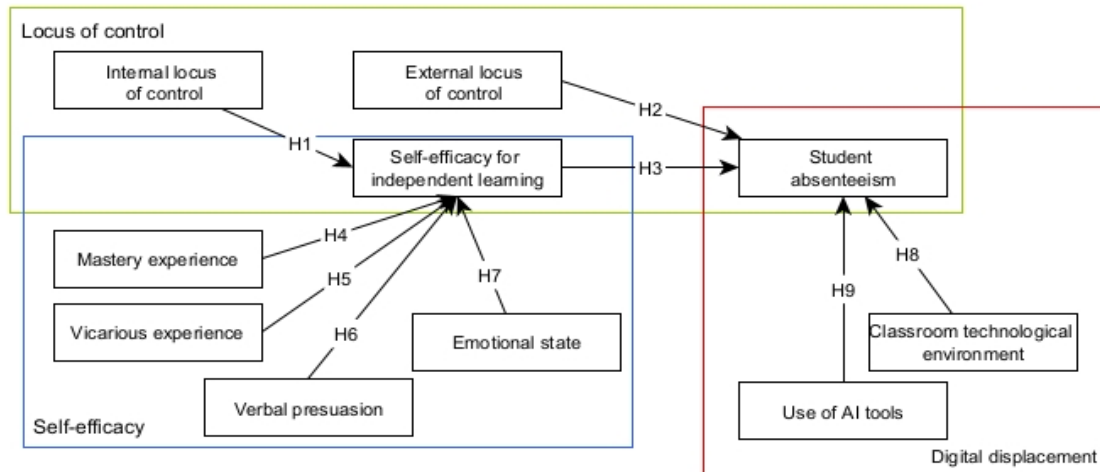 Locus of control
Internal locus
of control
External locus
of control
H1
H2
Self-efficacy for
independent learning
H3
Student
absenteeism
Mastery experience
H4
Vicarious experience
H5
H6
H7
Verbal presuasion
Emotional state
Self-efficacy
H8
H9
Classroom technological
environment
Use of AI tools
Digital displacement